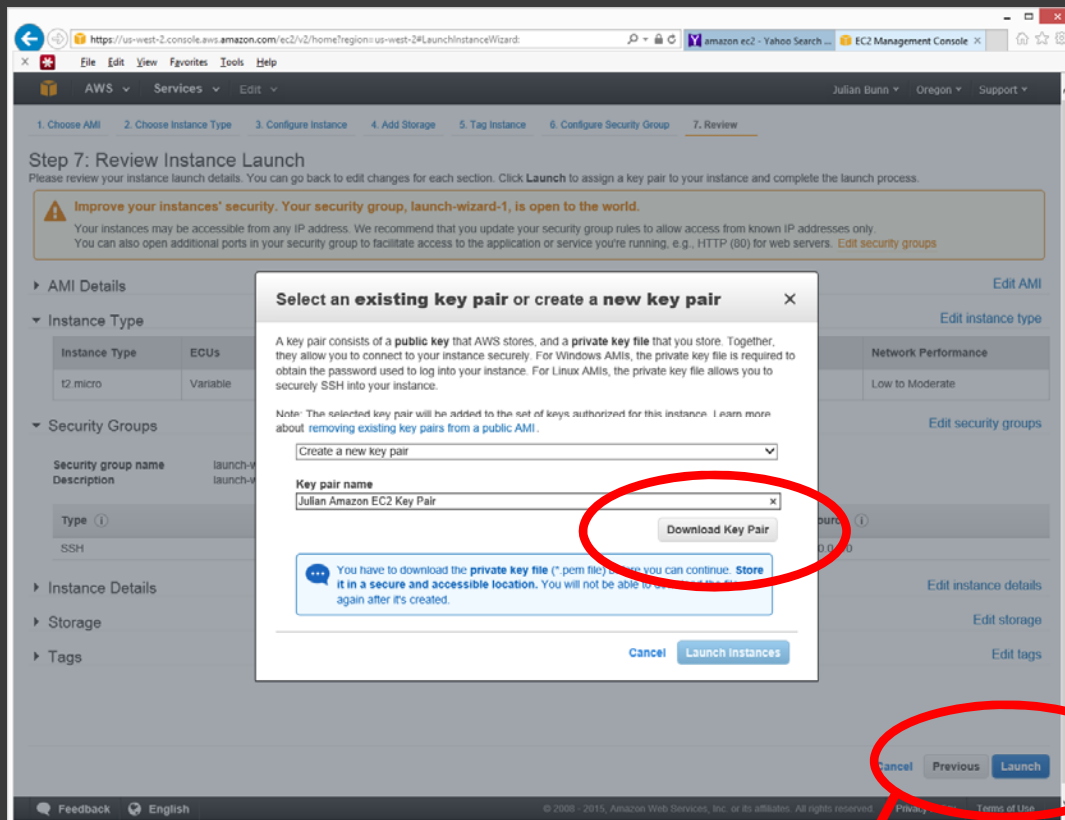 https://us-west-2.console.aws.amazon.com/ec2/v2/home?region=us-west-2#LaunchInstanceWizard:
amazon ec2 - Yahoo Search ...
EC2 Management Console
File Edit View Favorites Tools Help
AWS Services Edit Julian Bunn Oregon Support
1. Choose AMI 2. Choose Instance Type 3. Configure Instance 4. Add Storage 5. Tag Instance 6. Configure Security Group 7. Review
Step 7: Review Instance Launch
Please review your instance launch details. You can go back to edit changes for each section. Click Launch to assign a key pair to your instance and complete the launch process.
Improve your instances' security. Your security group, launch-wizard-1, is open to the world.
Your instances may be accessible from any IP address. We recommend that you update your security group rules to allow access from known IP addresses only.
You can also open additional ports in your security group to facilitate access to the application or service you're running, e.g., HTTP (80) for web servers. Edit security groups
AMI Details Edit AMI
Instance Type Edit instance type
Instance Type ECUs Network Performance
t2.micro Variable Low to Moderate
Security Groups Edit security groups
Security group name launch-w
Description launch-w
Type
SSH
Instance Details Edit instance details
Storage Edit storage
Tags Edit tags
Select an existing key pair or create a new key pair
A key pair consists of a public key that AWS stores, and a private key file that you store. Together,
they allow you to connect to your instance securely. For Windows AMIs, the private key file is required to
obtain the password used to log into your instance. For Linux AMIs, the private key file allows you to
securely SSH into your instance.
Note: The selected key pair will be added to the set of keys authorized for this instance. Learn more
about removing existing key pairs from a public AMI.
Create a new key pair
Key pair name
Julian Amazon EC2 Key Pair
Download Key Pair
You have to download the private key file (*.pem file) before you can continue. Store
it in a secure and accessible location. You will not be able to download the file
again after it's created.
Cancel Launch Instances
Cancel Previous Launch
Feedback English © 2008 - 2015, Amazon Web Services, Inc. or its affiliates. All rights reserved. Privacy Terms of Use